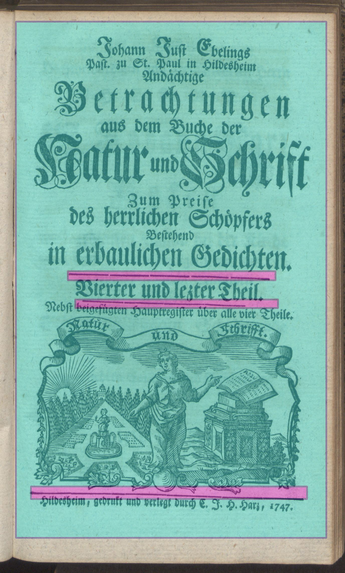 Johann Just Ebelings
Past. zu St. Paul in Hildesheim
Andächtige
Betrachtungen
aus dem Buche der
Natur und Schrift
Zum Preise
des herrlichen Schöpfers
Bestehend
in erbaulichen Gedichten.
Vierter und lezter Theil.
Nebst beigefügten Hauptregister über alle vier Theile.
Natur und Schrifft.
Hildesheim, gedrukt und verlegt durch C. J. H. Harz, 1747.